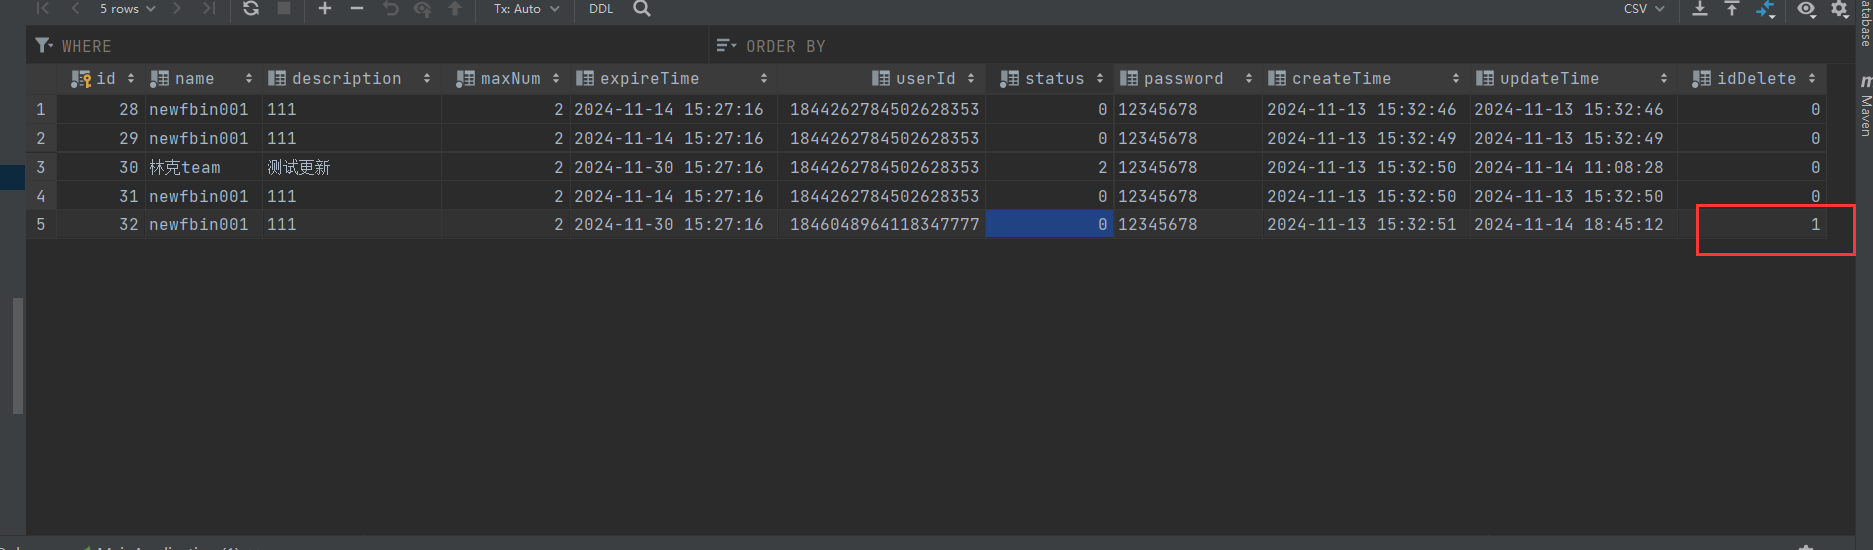 5 rows Tx: Auto DDL CSV
WHERE ORDER BY
id name description maxNum expireTime userId status password createTime updateTime idDelete
1 28 newfbin001 111 2 2024-11-14 15:27:16 1844262784502628353 0 12345678 2024-11-13 15:32:46 2024-11-13 15:32:46 0
2 29 newfbin001 111 2 2024-11-14 15:27:16 1844262784502628353 0 12345678 2024-11-13 15:32:49 2024-11-13 15:32:49 0
3 30 林克team 测试更新 2 2024-11-30 15:27:16 1844262784502628353 2 12345678 2024-11-13 15:32:50 2024-11-14 11:08:28 0
4 31 newfbin001 111 2 2024-11-14 15:27:16 1844262784502628353 0 12345678 2024-11-13 15:32:50 2024-11-13 15:32:50 0
5 32 newfbin001 111 2 2024-11-30 15:27:16 1846048964118347777 0 12345678 2024-11-13 15:32:51 2024-11-14 18:45:12 1
atabase
m Maven